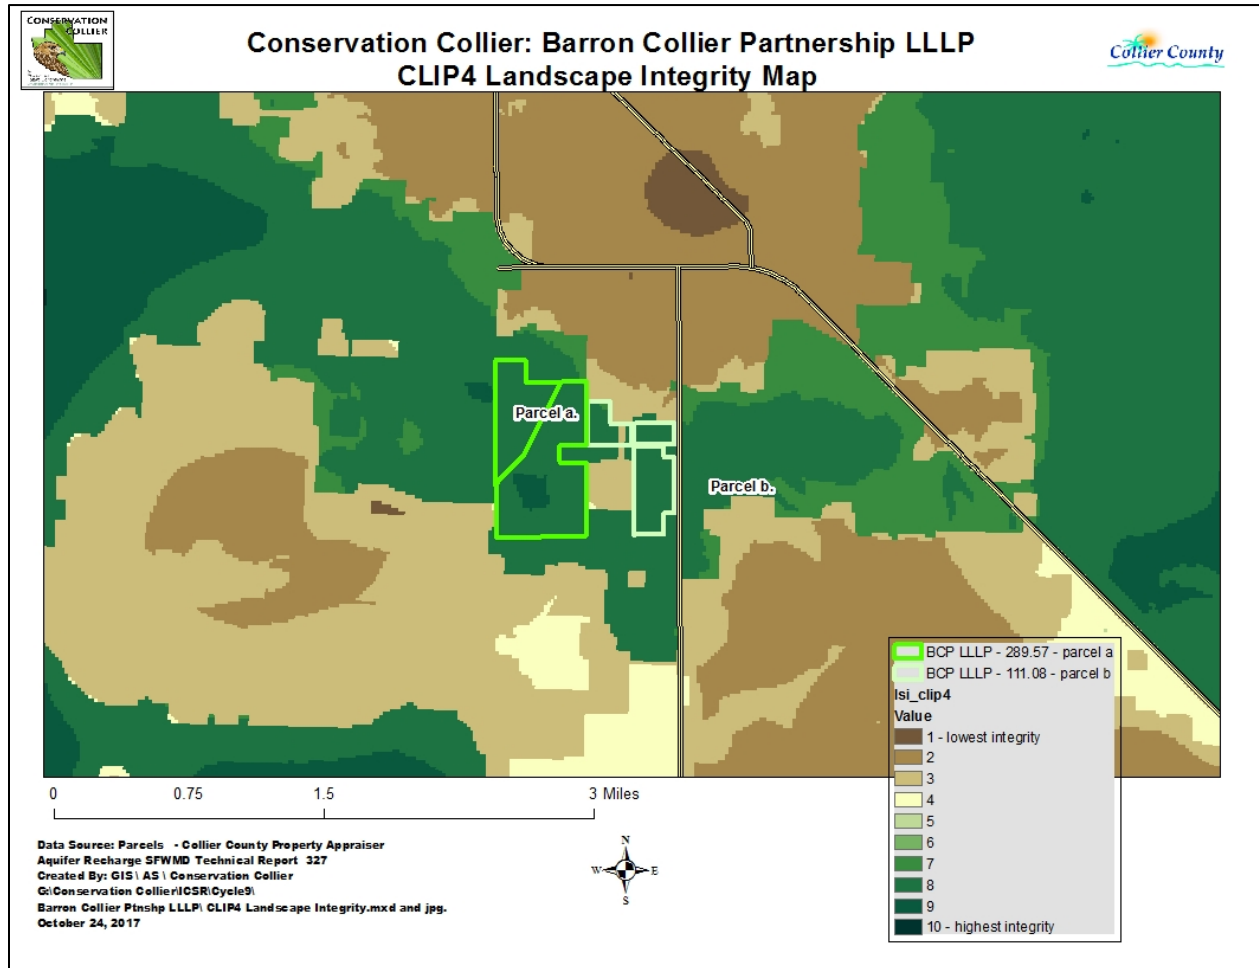 CONSERVATION
COLLIER
Conservation Collier: Barron Collier Partnership LLLP
CLIP4 Landscape Integrity Map
Collier County
Parcel a.
Parcel b.
BCP LLLP - 289.57 - parcel a
BCP LLLP - 111.08 - parcel b
lsi_clip4
Value
1 - lowest integrity
2
3
4
5
6
7
8
9
10 - highest integrity
0 0.75 1.5 3 Miles
Data Source: Parcels - Collier County Property Appraiser
Aquifer Recharge SFWMD Technical Report 327
Created By: GIS \ AS \ Conservation Collier
G:\Conservation Collier\ICSR\Cycle9\
Barron Collier Ptnshp LLLP\ CLIP4 Landscape Integrity.mxd and jpg.
October 24, 2017
N
W E
S